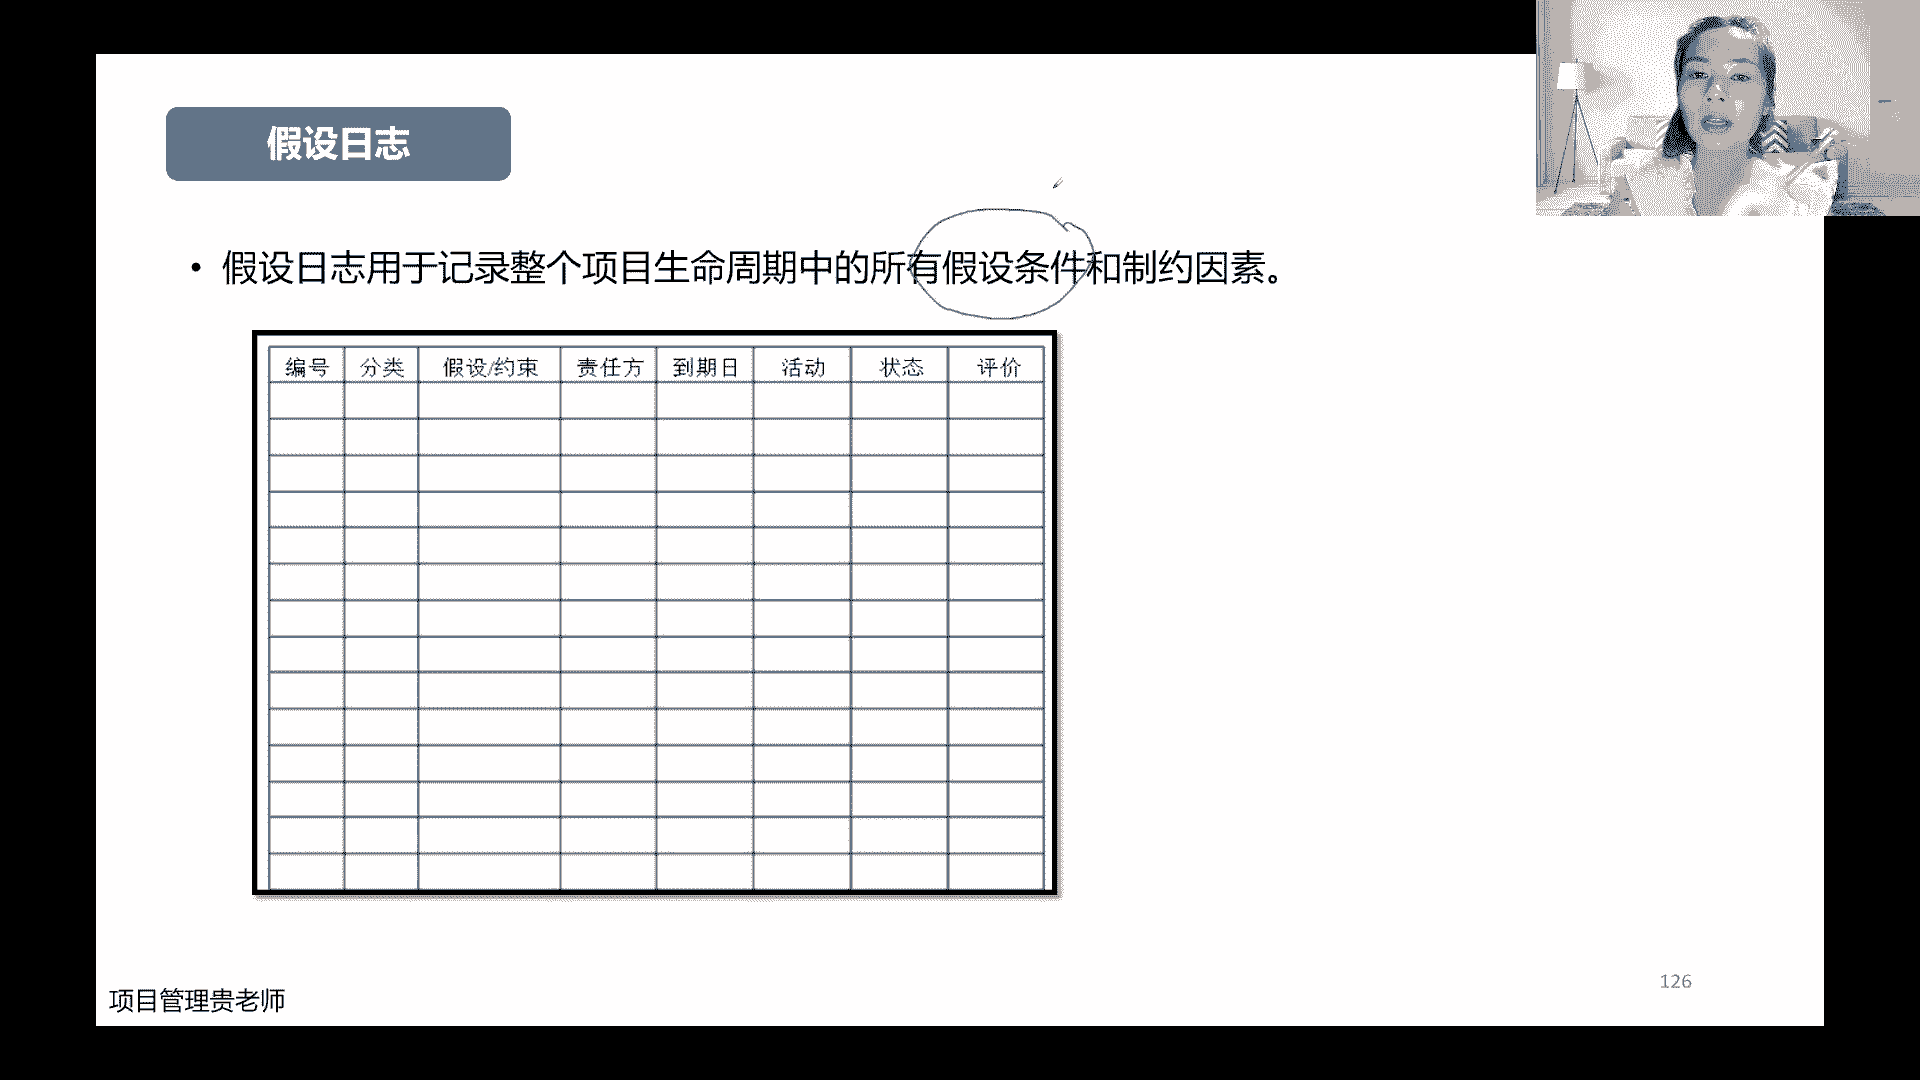 假设日志
• 假设日志用于记录整个项目生命周期中的所有假设条件和制约因素。
编号 分类 假设/约束 责任方 到期日 活动 状态 评价
126
项目管理贵老师